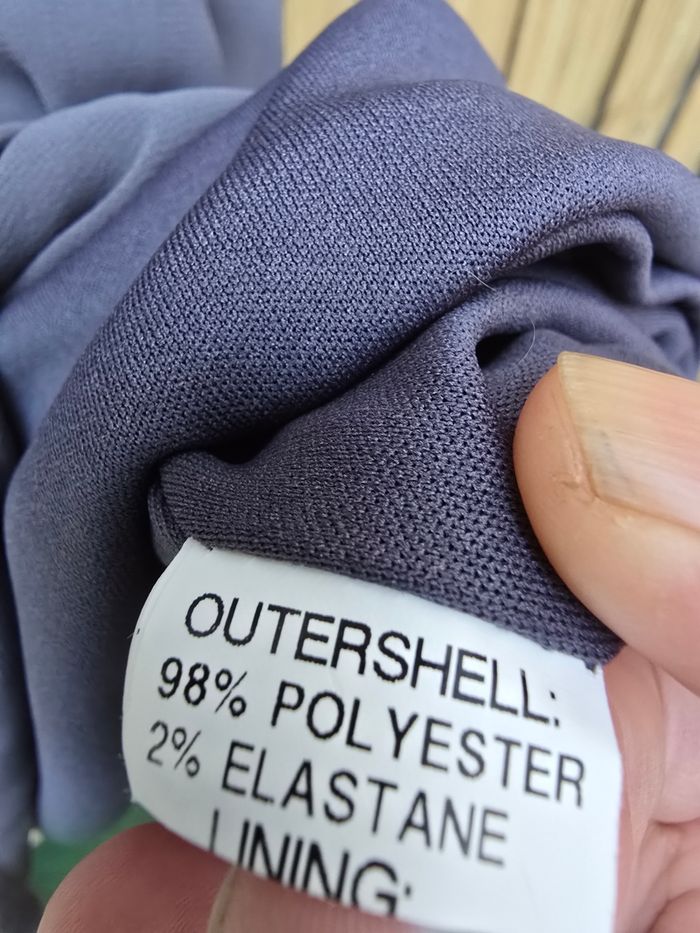 OUTERSHELL:
98% POLYESTER
2% ELASTANE
LINING: